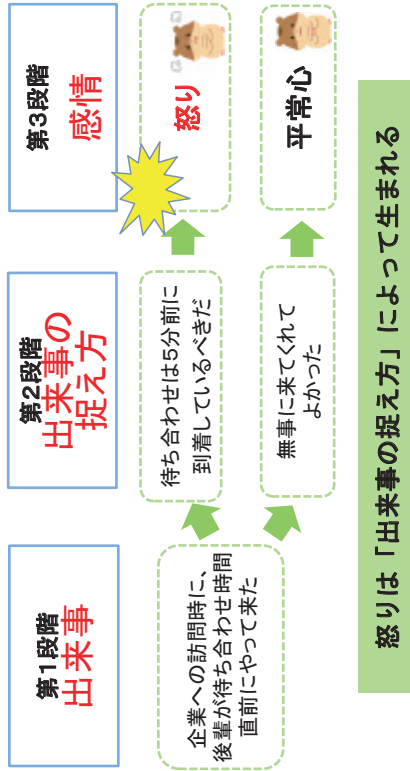 第1段階
出来事
第2段階
出来事の
捉え方
第3段階
感情
企業への訪問時に、
後輩が待ち合わせ時間
直前にやって来た
待ち合わせは5分前に
到着しているべきだ
怒り
無事に来てくれて
よかった
平常心
怒りは「出来事の捉え方」によって生まれる